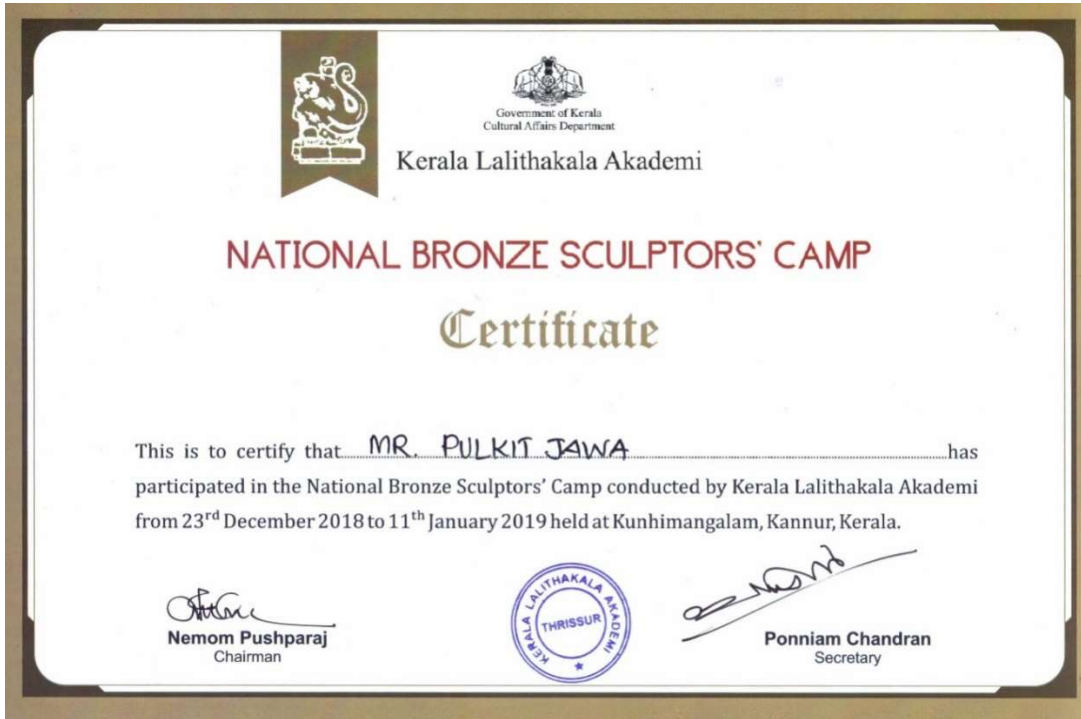 Government of Kerala
Cultural Affairs Department
Kerala Lalithakala Akademi
NATIONAL BRONZE SCULPTORS' CAMP
Certificate
This is to certify that MR. PULKIT JAWA has
participated in the National Bronze Sculptors' Camp conducted by Kerala Lalithakala Akademi
from 23rd December 2018 to 11th January 2019 held at Kunhimangalam, Kannur, Kerala.
Nemom Pushparaj
Chairman
KERALA LALITHAKALA AKADEMI
THRISSUR
Ponniam Chandran
Secretary